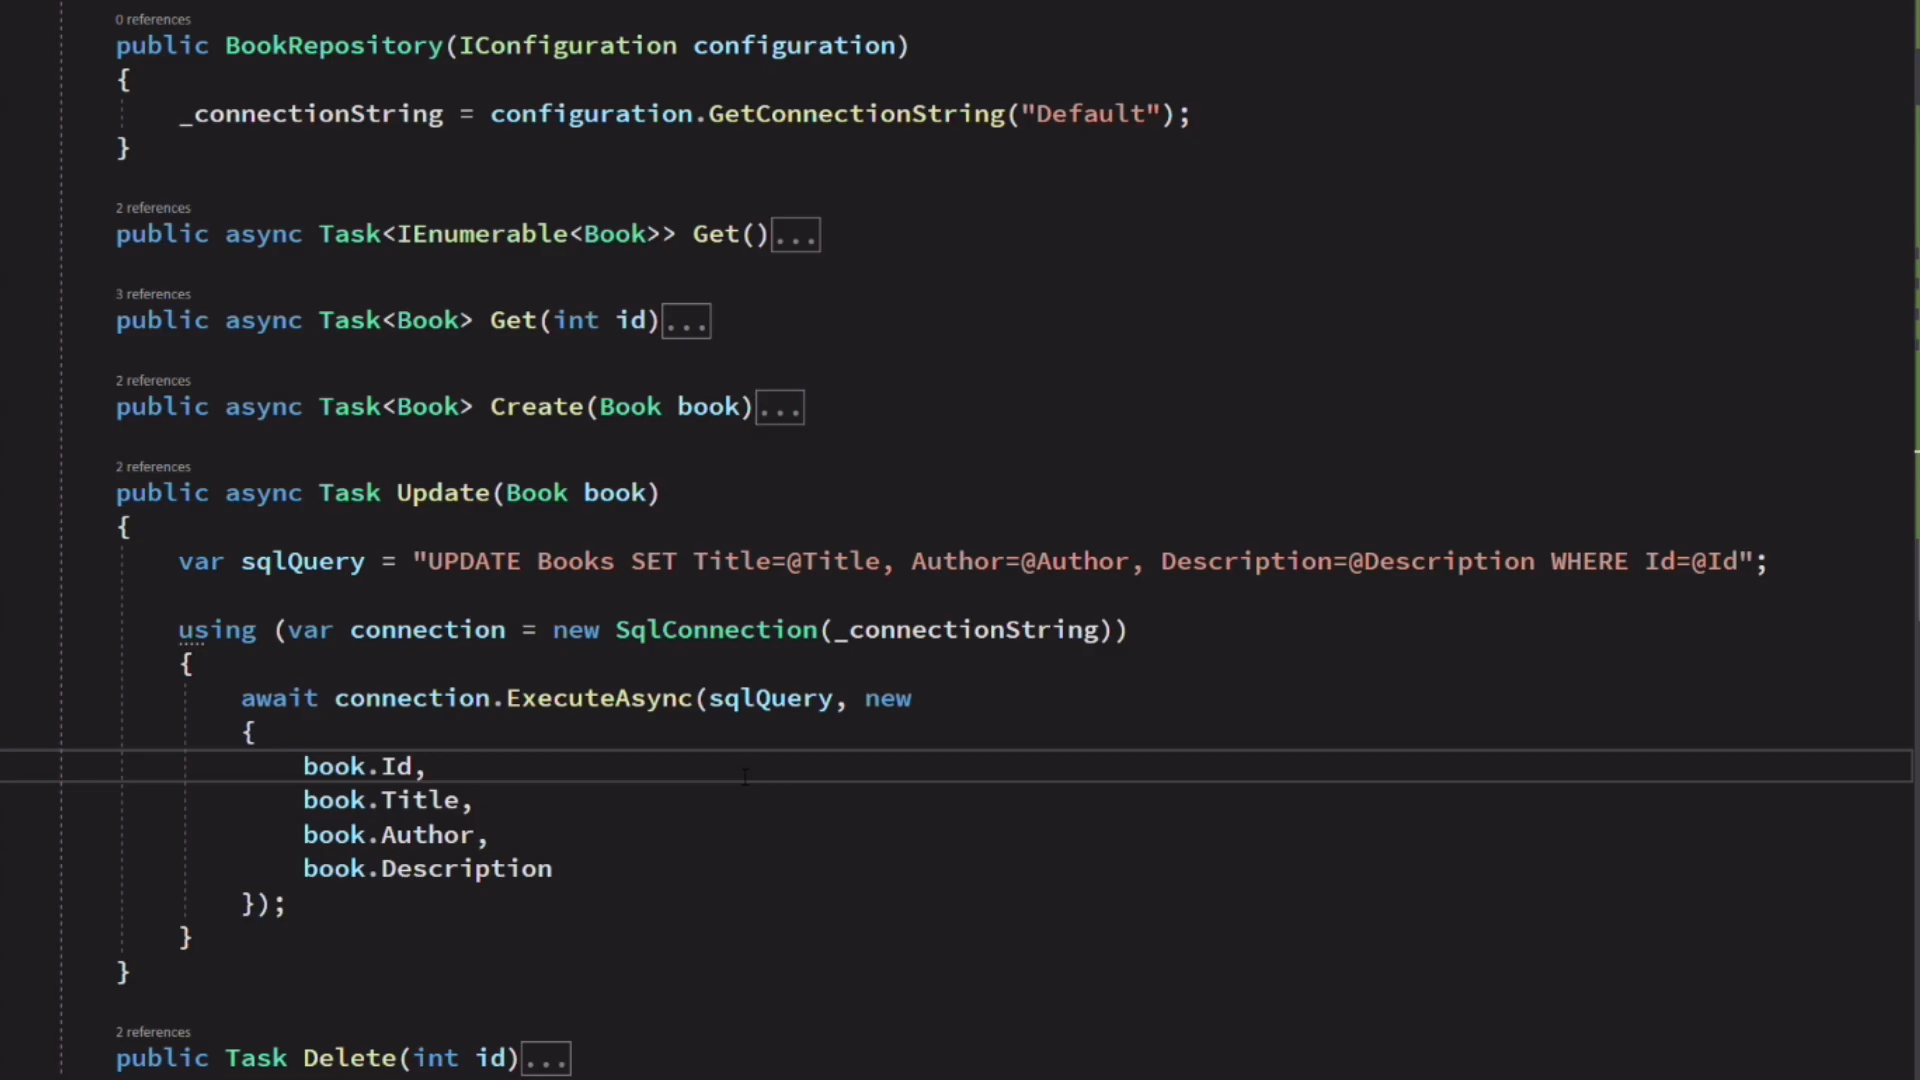 0 references
public BookRepository(IConfiguration configuration)
{
_connectionString = configuration.GetConnectionString("Default");
}
2 references
public async Task<IEnumerable<Book>> Get()...
3 references
public async Task<Book> Get(int id)...
2 references
public async Task<Book> Create(Book book)...
2 references
public async Task Update(Book book)
{
var sqlQuery = "UPDATE Books SET Title=@Title, Author=@Author, Description=@Description WHERE Id=@Id";
using (var connection = new SqlConnection(_connectionString))
{
await connection.ExecuteAsync(sqlQuery, new
{
book.Id,
book.Title,
book.Author,
book.Description
});
}
}
2 references
public Task Delete(int id)...